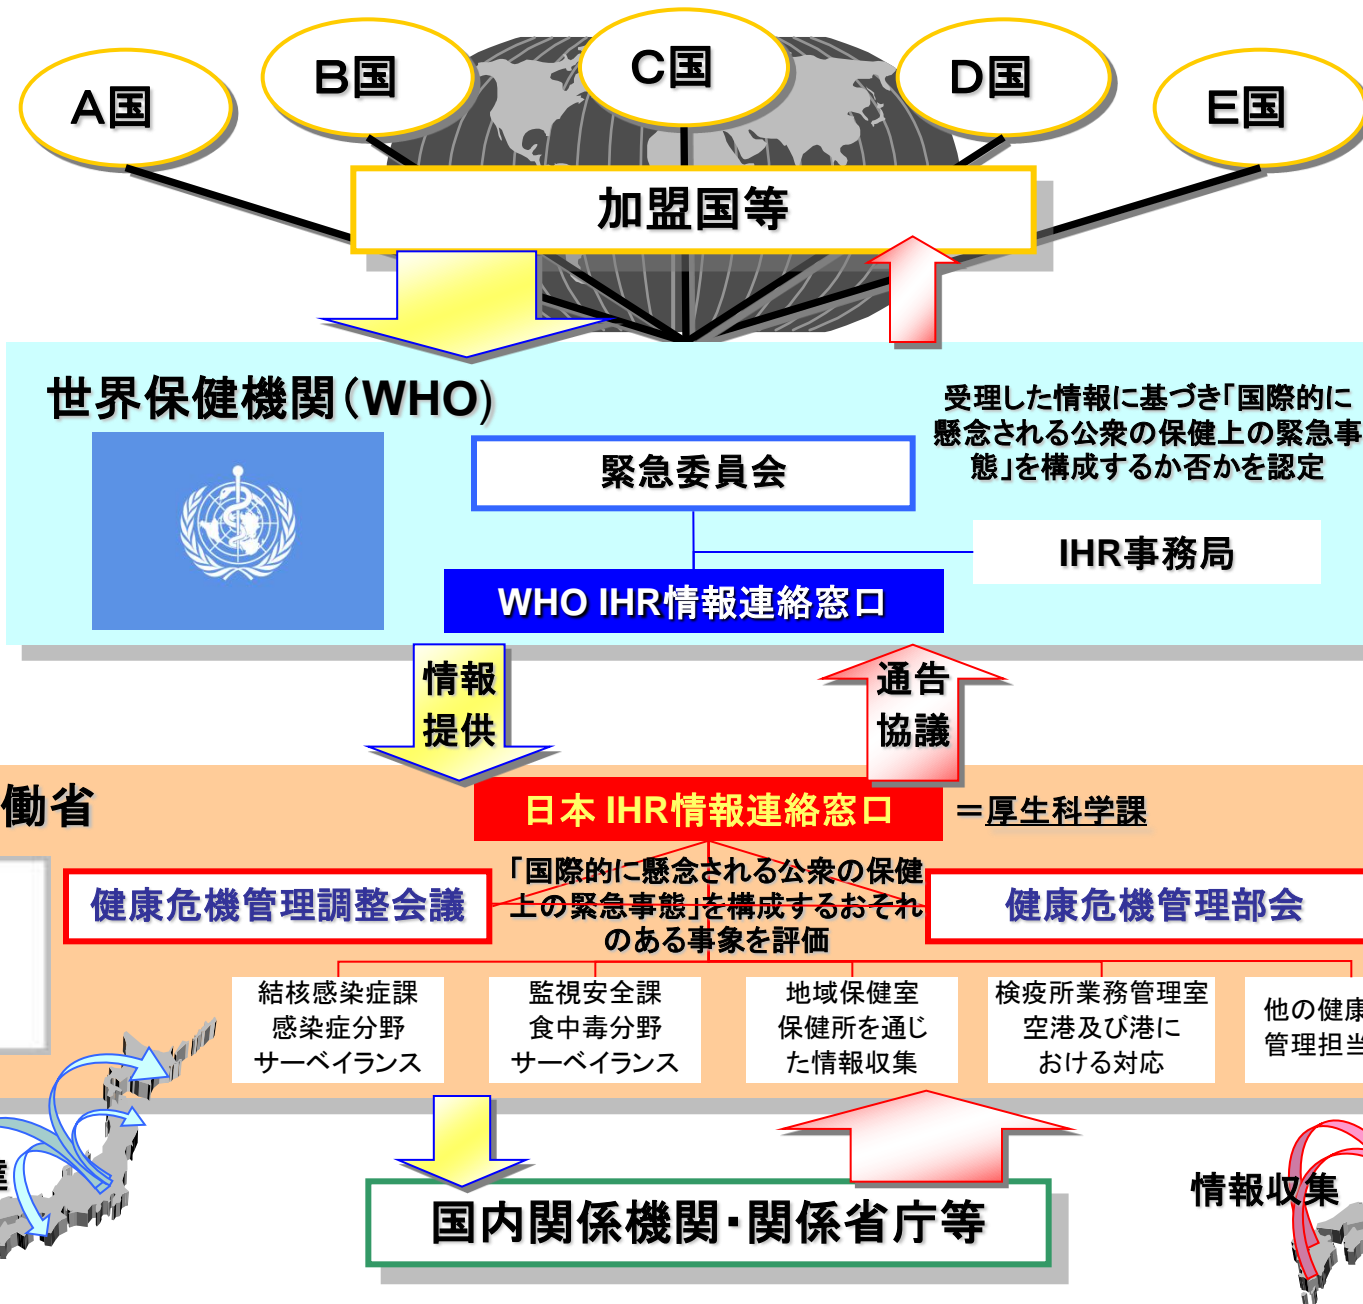 A国
B国
C国
D国
E国
加盟国等
世界保健機関(WHO)
受理した情報に基づき「国際的に
懸念される公衆の保健上の緊急事
態」を構成するか否かを認定
緊急委員会
IHR事務局
WHO IHR情報連絡窓口
情報
提供
通告
協議
働省
日本 IHR情報連絡窓口
=厚生科学課
「国際的に懸念される公衆の保健
上の緊急事態」を構成するおそれ
のある事象を評価
健康危機管理調整会議
健康危機管理部会
結核感染症課
感染症分野
サーベイランス
監視安全課
食中毒分野
サーベイランス
地域保健室
保健所を通じ
た情報収集
検疫所業務管理室
空港及び港に
おける対応
他の健康
管理担当
情報収集
国内関係機関・関係省庁等